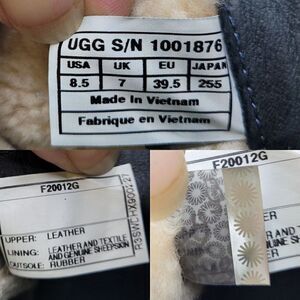 UGG S/N 1001876
USA UK EU JAPAN
8.5 7 39.5 255
Made in Vietnam
Fabrique en Vietnam
F20012G
UPPER: LEATHER
LINING: LEATHER AND TEXTILE
AND GENUINE SHEEPSKIN
OUTSOLE: RUBBER
F20012G